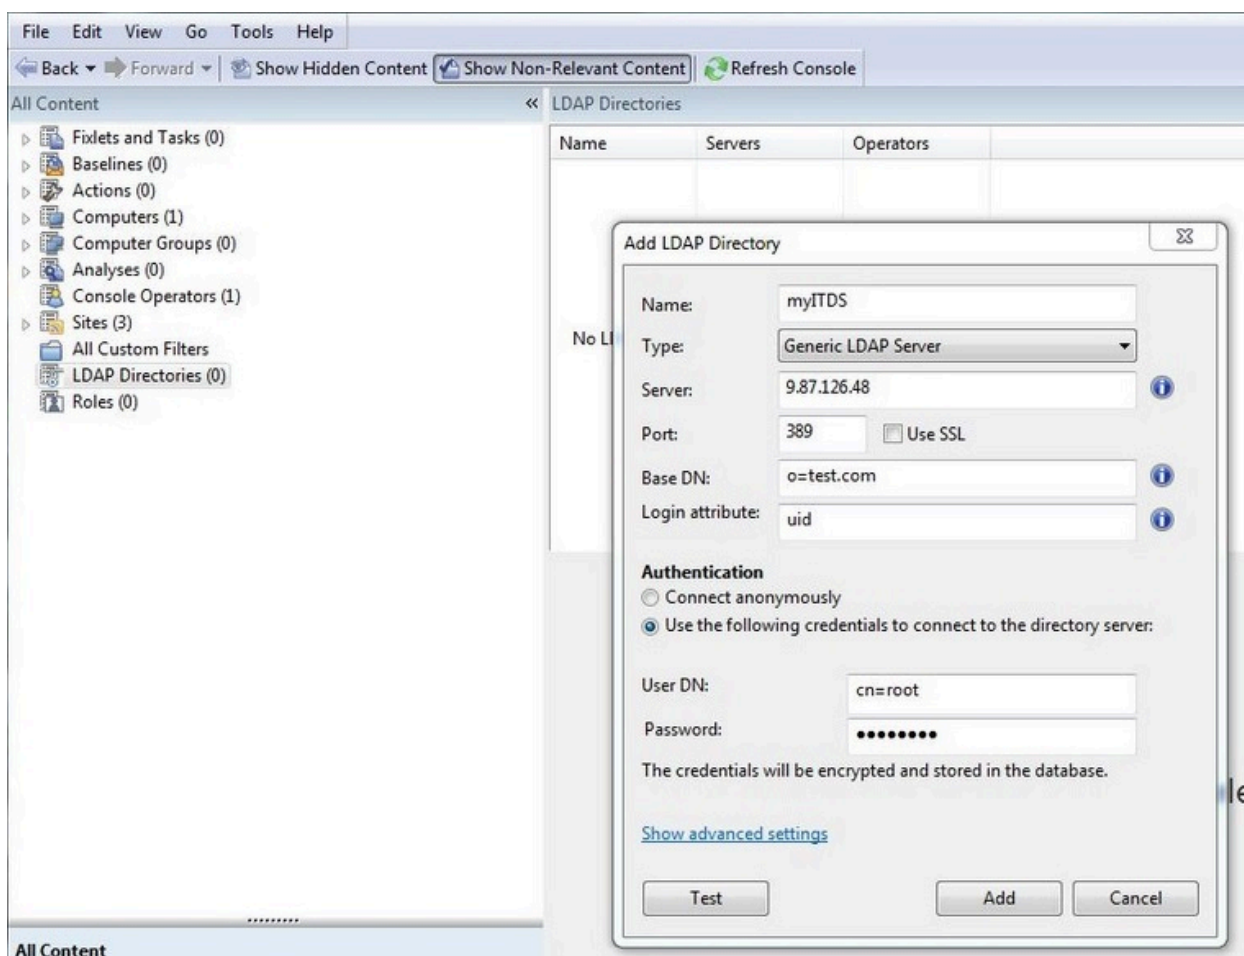 File Edit View Go Tools Help
Back Forward Show Hidden Content Show Non-Relevant Content Refresh Console
All Content « LDAP Directories
Fixlets and Tasks (0)
Baselines (0)
Actions (0)
Computers (1)
Computer Groups (0)
Analyses (0)
Console Operators (1)
Sites (3)
All Custom Filters
LDAP Directories (0)
Roles (0)
All Content
Name Servers Operators
No
Add LDAP Directory
Name: myITDS
Type: Generic LDAP Server
Server: 9.87.126.48
Port: 389 Use SSL
Base DN: o=test.com
Login attribute: uid
Authentication
Connect anonymously
Use the following credentials to connect to the directory server:
User DN: cn=root
Password: ••••••••
The credentials will be encrypted and stored in the database.
Show advanced settings
Test Add Cancel